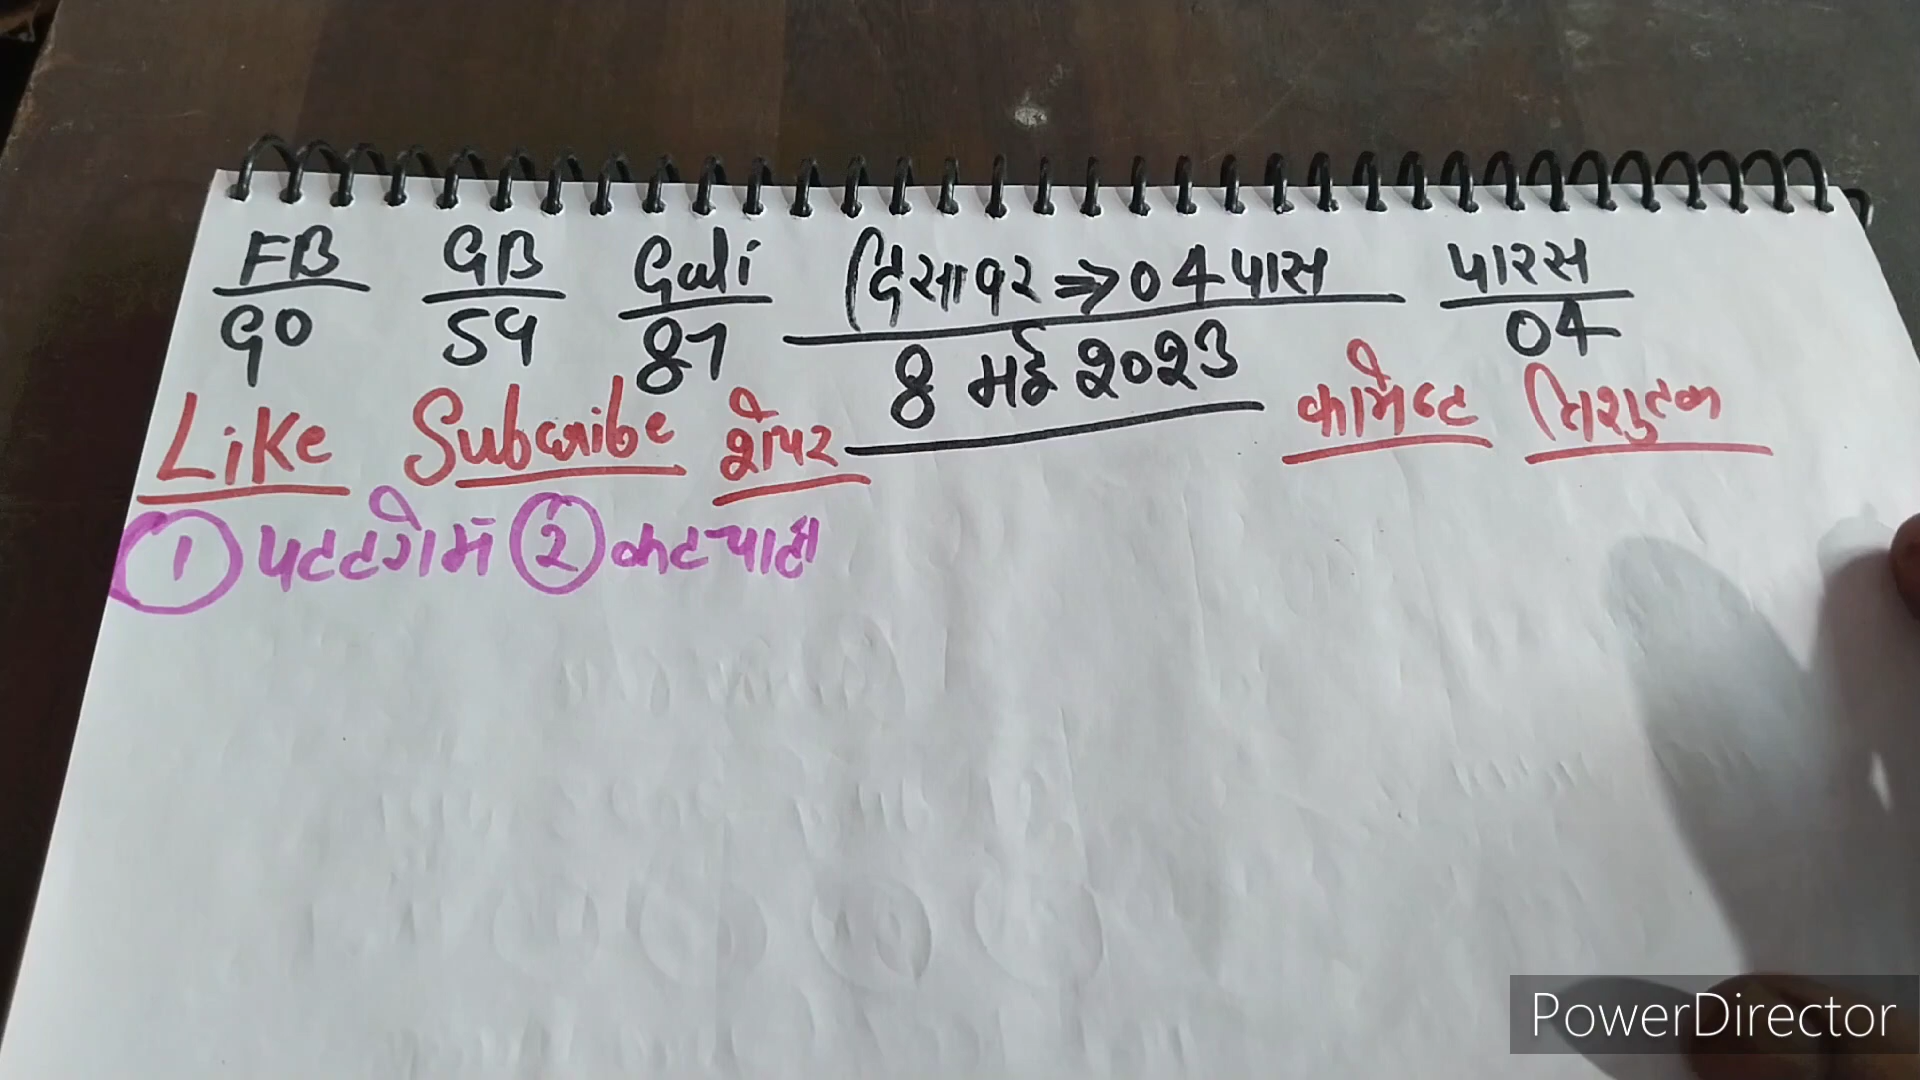 FB GB Gali दिसावर ⇒ 04 पास पारस
90 59 87 8 मई 2023 04
Like Subcribe शेयर कमेंट निशुल्क
① पटटगेम ②
PowerDirector